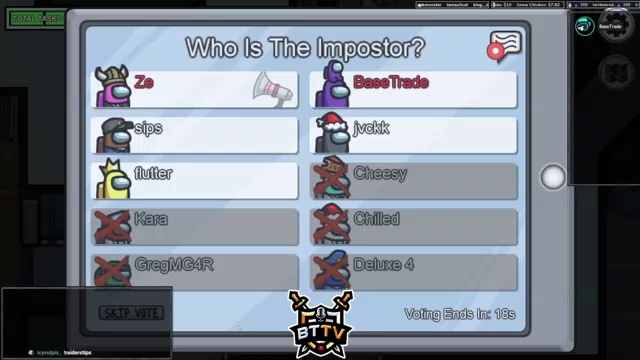 TOTAL TASKS
Who Is The Impostor?
Ze
BaseTrade
BaseTrade
sips
jvckk
flutter
Cheesy
Kara
Chilled
GregMG4R
Deluxe 4
SKIP VOTE
BTTV
Voting Ends In: 18s